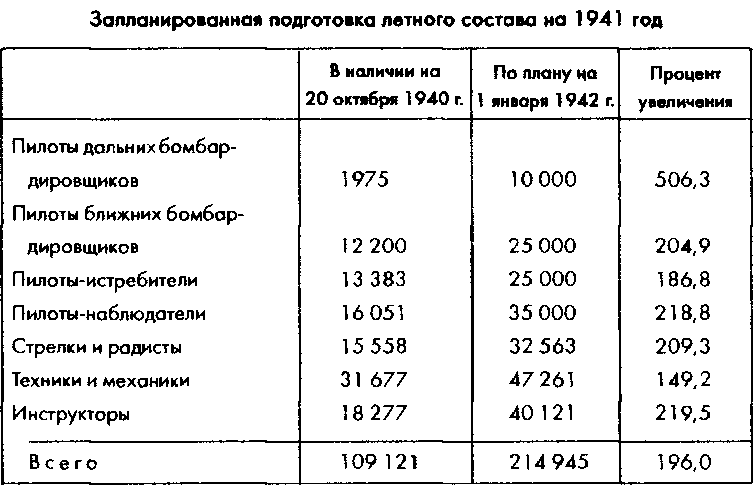 Запланированная подготовка летного состава на 1941 год
В наличии на По плану на Процент
20 октября 1940 г. 1 января 1942 г. увеличения
Пилоты дальних бомбар-
дировщиков 1975 10 000 506,3
Пилоты ближних бомбар-
дировщиков 12 200 25 000 204,9
Пилоты-истребители 13 383 25 000 186,8
Пилоты-наблюдатели 16 051 35 000 218,8
Стрелки и радисты 15 558 32 563 209,3
Техники и механики 31 677 47 261 149,2
Инструкторы 18 277 40 121 219,5
Всего 109 121 214 945 196,0